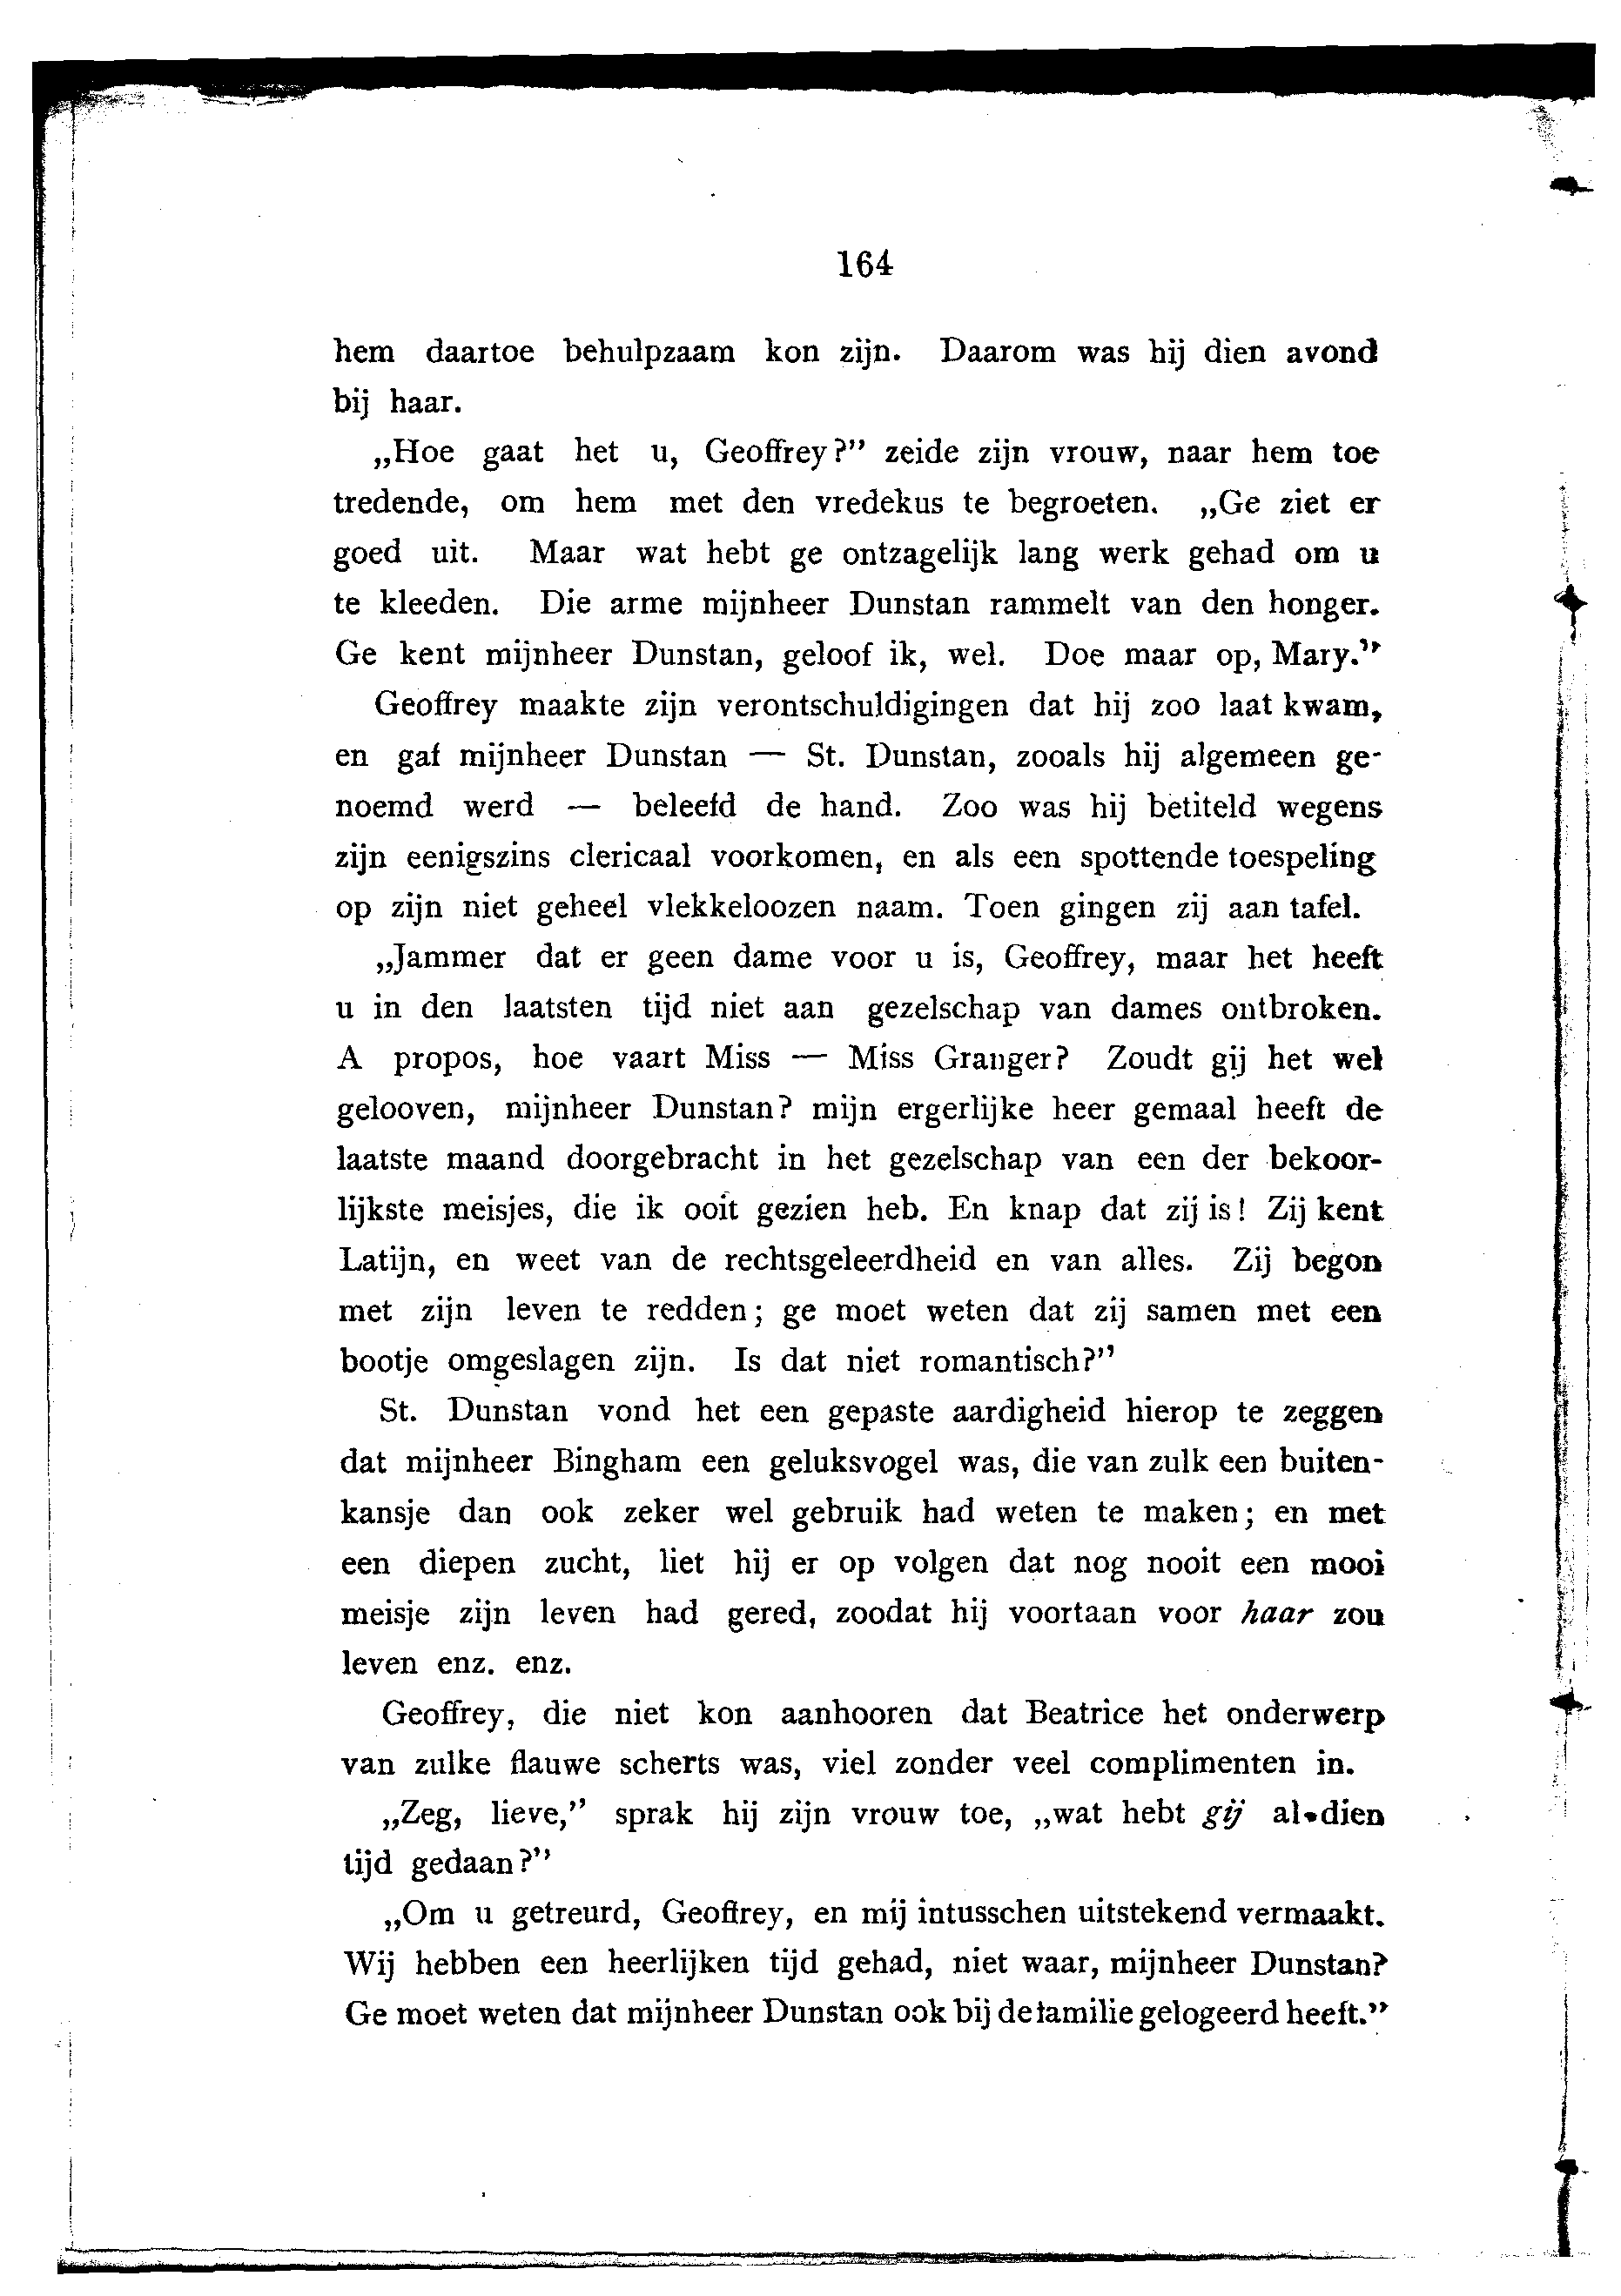 164
hem daartoe behulpzaam kon zijn. Daarom was hij dien avond
bij haar.
„Hoe gaat het u, Geoffrey?” zeide zijn vrouw, naar hem toe
tredende, om hem met den vredekus te begroeten. „Ge ziet er
goed uit. Maar wat hebt ge ontzagelijk lang werk gehad om u
te kleeden. Die arme mijnheer Dunstan rammelt van den honger.
Ge kent mijnheer Dunstan, geloof ik, wel. Doe maar op, Mary.”
Geoffrey maakte zijn verontschuldigingen dat hij zoo laat kwam,
en gaf mijnheer Dunstan — St. Dunstan, zooals hij algemeen ge-
noemd werd — beleefd de hand. Zoo was hij betiteld wegens
zijn eenigszins clericaal voorkomen, en als een spottende toespeling
op zijn niet geheel vlekkeloozen naam. Toen gingen zij aan tafel.
„Jammer dat er geen dame voor u is, Geoffrey, maar het heeft
u in den laatsten tijd niet aan gezelschap van dames ontbroken.
A propos, hoe vaart Miss — Miss Granger? Zoudt gij het wel
gelooven, mijnheer Dunstan? mijn ergerlijke heer gemaal heeft de
laatste maand doorgebracht in het gezelschap van een der bekoor-
lijkste meisjes, die ik ooit gezien heb. En knap dat zij is! Zij kent
Latijn, en weet van de rechtsgeleerdheid en van alles. Zij begon
met zijn leven te redden; ge moet weten dat zij samen met een
bootje omgeslagen zijn. Is dat niet romantisch?”
St. Dunstan vond het een gepaste aardigheid hierop te zeggen
dat mijnheer Bingham een geluksvogel was, die van zulk een buiten-
kansje dan ook zeker wel gebruik had weten te maken; en met
een diepen zucht, liet hij er op volgen dat nog nooit een mooi
meisje zijn leven had gered, zoodat hij voortaan voor haar zou
leven enz. enz.
Geoffrey, die niet kon aanhooren dat Beatrice het onderwerp
van zulke flauwe scherts was, viel zonder veel complimenten in.
„Zeg, lieve,” sprak hij zijn vrouw toe, „wat hebt gij al dien
tijd gedaan?”
„Om u getreurd, Geoffrey, en mij intusschen uitstekend vermaakt.
Wij hebben een heerlijken tijd gehad, niet waar, mijnheer Dunstan?
Ge moet weten dat mijnheer Dunstan ook bij de familie gelogeerd heeft.”